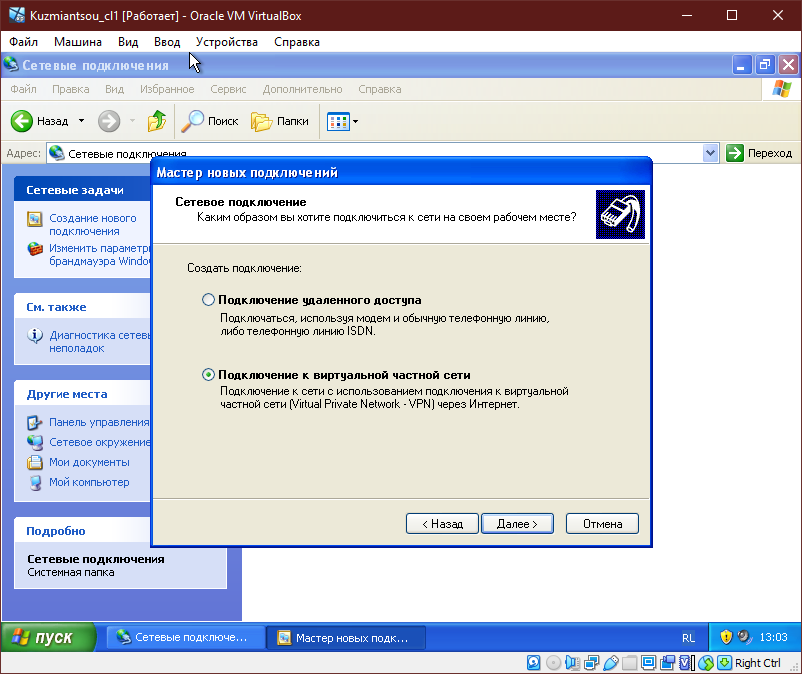 Kuzmiantsou_cl1 [Работает] - Oracle VM VirtualBox
Файл Машина Вид Ввод Устройства Справка
Сетевые подключения
Файл Правка Вид Избранное Сервис Дополнительно Справка
Назад Поиск Папки
Адрес: Сетевые подключения Переход
Мастер новых подключений
Сетевое подключение
Каким образом вы хотите подключиться к сети на своем рабочем месте?
Создать подключение:
Подключение удаленного доступа
Подключаться, используя модем и обычную телефонную линию,
либо телефонную линию ISDN.
Подключение к виртуальной частной сети
Подключение к сети с использованием подключения к виртуальной
частной сети (Virtual Private Network - VPN) через Интернет.
< Назад Далее > Отмена
Сетевые задачи
Создание нового
подключения
Изменить параметры
брандмауэра Windo
См. также
Диагностика сетевы
неполадок
Другие места
Панель управления
Сетевое окружение
Мои документы
Мой компьютер
Подробно
Сетевые подключения
Системная папка
пуск Сетевые подключе... Мастер новых подк... RL 13:03
Right Ctrl